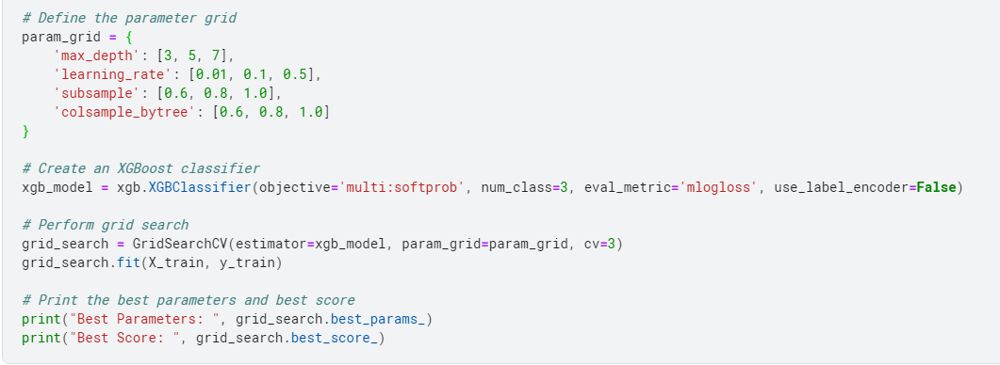 # Define the parameter grid
param_grid = {
    'max_depth': [3, 5, 7],
    'learning_rate': [0.01, 0.1, 0.5],
    'subsample': [0.6, 0.8, 1.0],
    'colsample_bytree': [0.6, 0.8, 1.0]
}
# Create an XGBoost classifier
xgb_model = xgb.XGBClassifier(objective='multi:softprob', num_class=3, eval_metric='mlogloss', use_label_encoder=False)
# Perform grid search
grid_search = GridSearchCV(estimator=xgb_model, param_grid=param_grid, cv=3)
grid_search.fit(X_train, y_train)
# Print the best parameters and best score
print("Best Parameters: ", grid_search.best_params_)
print("Best Score: ", grid_search.best_score_)